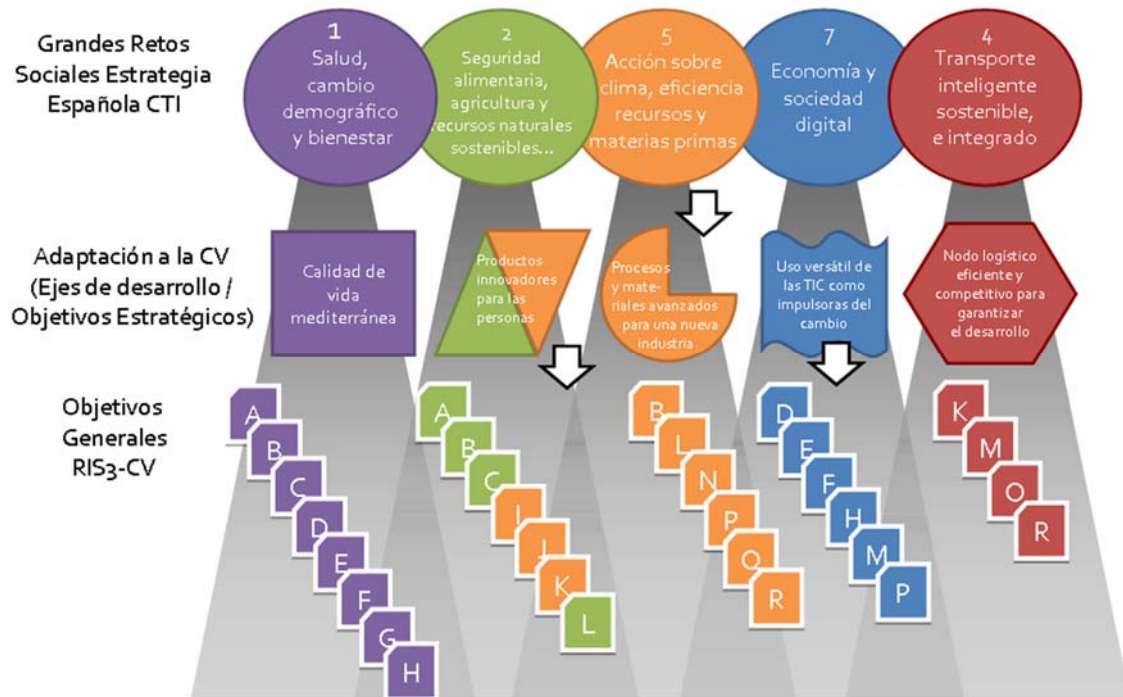 Grandes Retos
Sociales Estrategia
Española CTI
1
Salud,
cambio
demográfico
y bienestar
2
Seguridad
alimentaria,
agricultura y
recursos naturales
sostenibles...
5
Acción sobre
clima, eficiencia
recursos y
materias primas
7
Economía y
sociedad
digital
4
Transporte
inteligente
sostenible,
e integrado
Adaptación a la CV
(Ejes de desarrollo /
Objetivos Estratégicos)
Calidad de
vida
mediterránea
Productos
innovadores
para las
personas
Procesos
y mate-
riales avanzados
para una nueva
industria
Uso versátil de
las TIC como
impulsoras del
cambio
Nodo logístico
eficiente y
competitivo para
garantizar
el desarrollo
Objetivos
Generales
RIS3-CV
A
B
C
D
E
F
G
H
A
B
C
I
J
K
L
B
L
N
P
Q
R
D
E
F
H
M
P
K
M
O
R